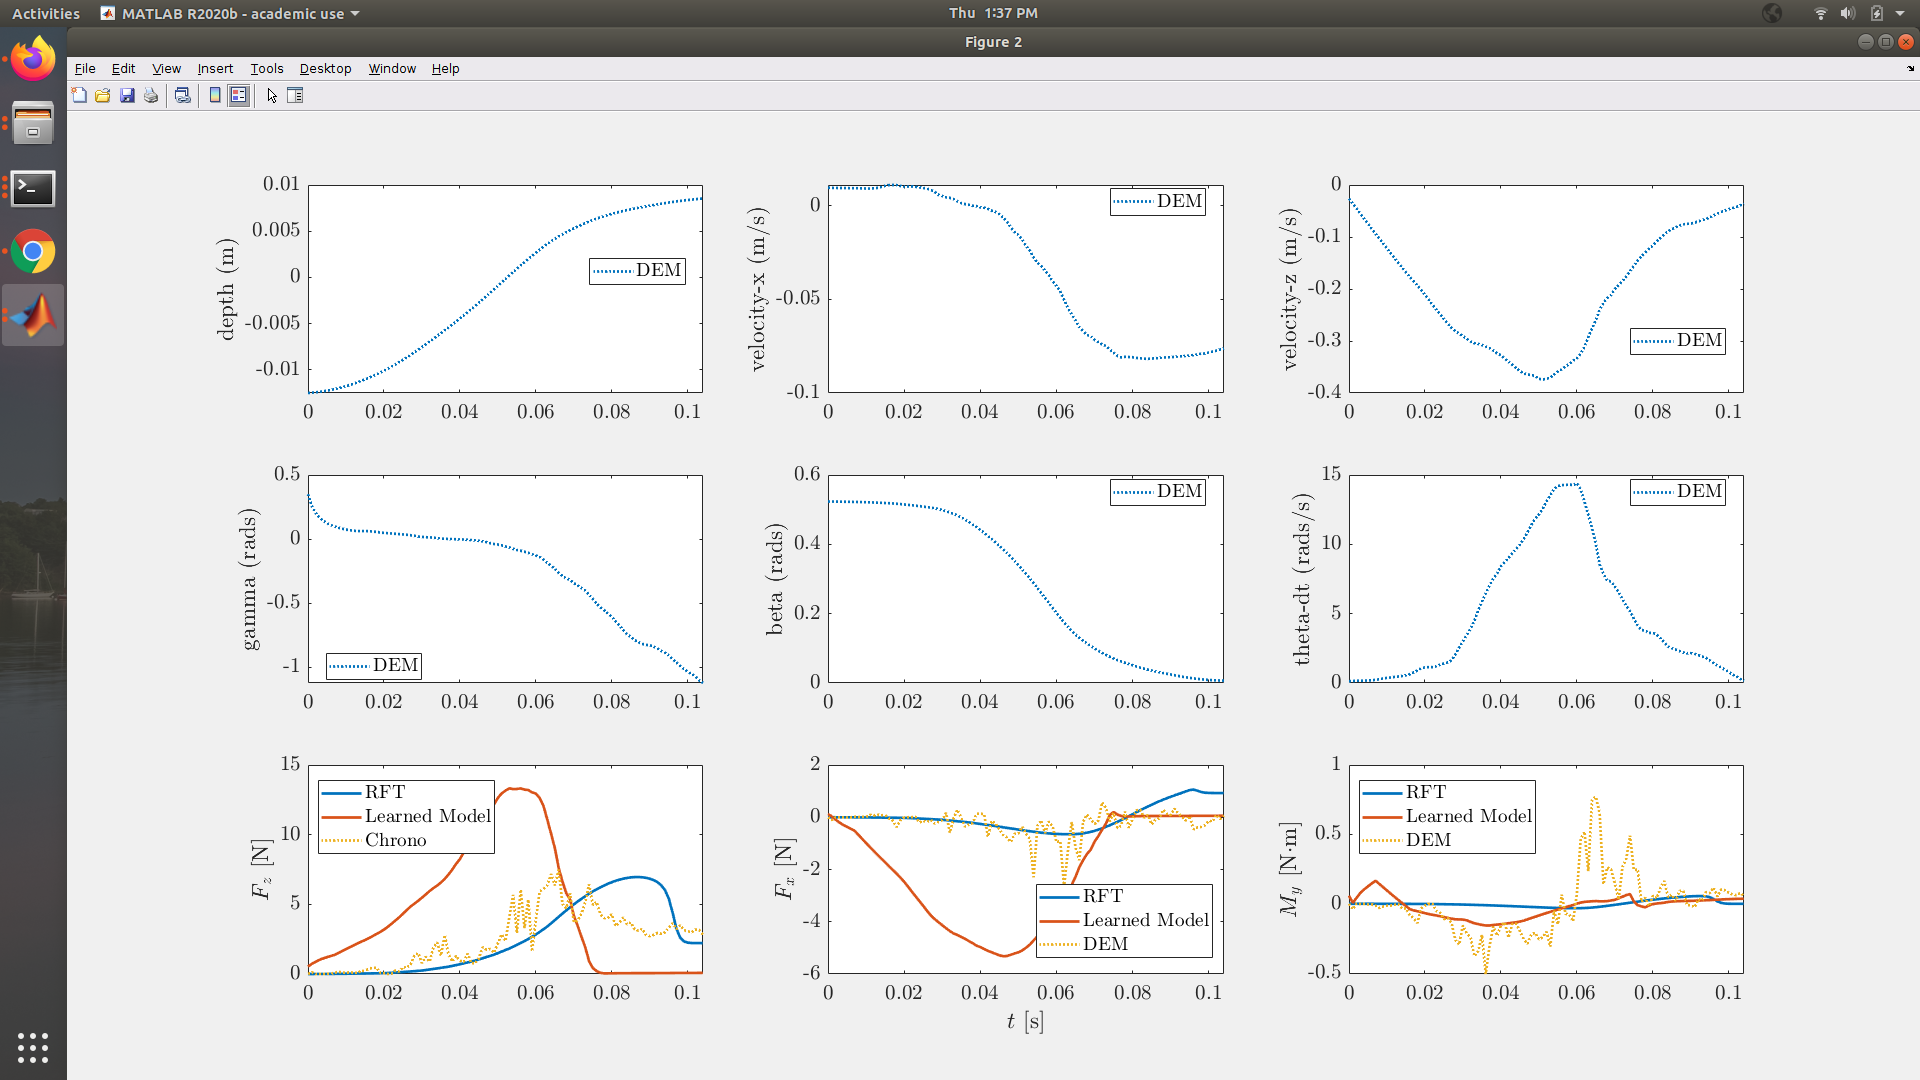 Activities MATLAB R2020b - academic use Thu 1:37 PM
Figure 2
File Edit View Insert Tools Desktop Window Help
depth (m)
0.01
0.005
0
-0.005
-0.01
DEM
0 0.02 0.04 0.06 0.08 0.1
velocity-x (m/s)
0
-0.05
-0.1
DEM
0 0.02 0.04 0.06 0.08 0.1
velocity-z (m/s)
0
-0.1
-0.2
-0.3
-0.4
DEM
0 0.02 0.04 0.06 0.08 0.1
gamma (rads)
0.5
0
-0.5
-1
DEM
0 0.02 0.04 0.06 0.08 0.1
beta (rads)
0.6
0.4
0.2
0
DEM
0 0.02 0.04 0.06 0.08 0.1
theta-dt (rads/s)
15
10
5
0
DEM
0 0.02 0.04 0.06 0.08 0.1
F_z [N]
15
10
5
0
RFT
Learned Model
Chrono
0 0.02 0.04 0.06 0.08 0.1
F_x [N]
2
0
-2
-4
-6
RFT
Learned Model
DEM
0 0.02 0.04 0.06 0.08 0.1
t [s]
M_y [N·m]
1
0.5
0
-0.5
RFT
Learned Model
DEM
0 0.02 0.04 0.06 0.08 0.1